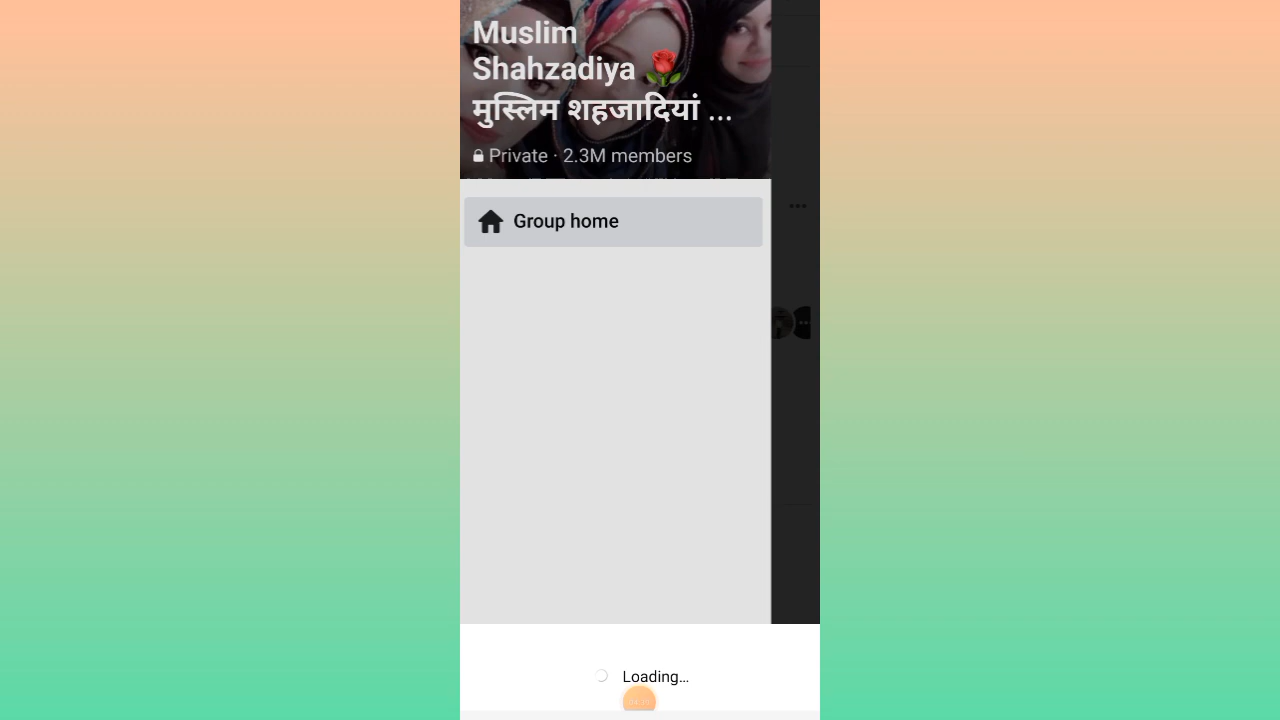 Muslim
Shahzadiya 🌹
मुस्लिम शहजादियां ...
Private · 2.3M members
Group home
Loading...